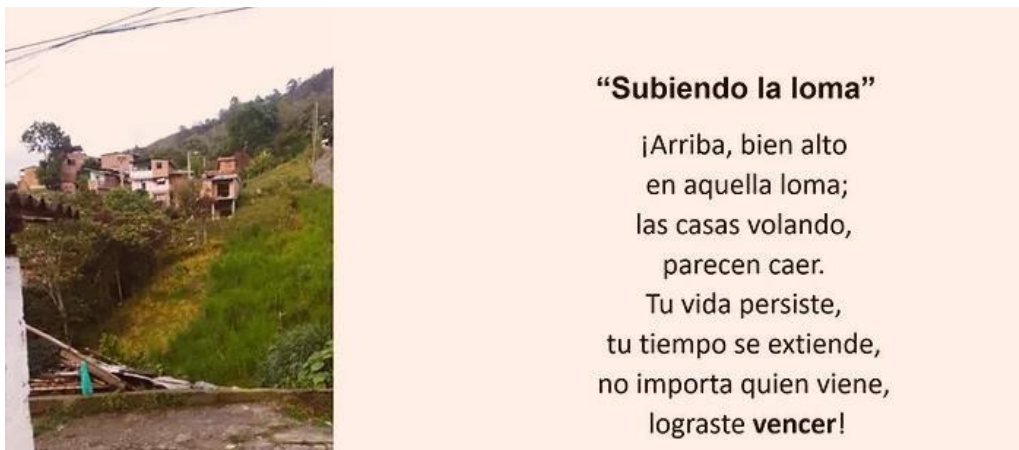 “Subiendo la loma”
¡Arriba, bien alto
en aquella loma;
las casas volando,
parecen caer.
Tu vida persiste,
tu tiempo se extiende,
no importa quien viene,
lograste vencer!